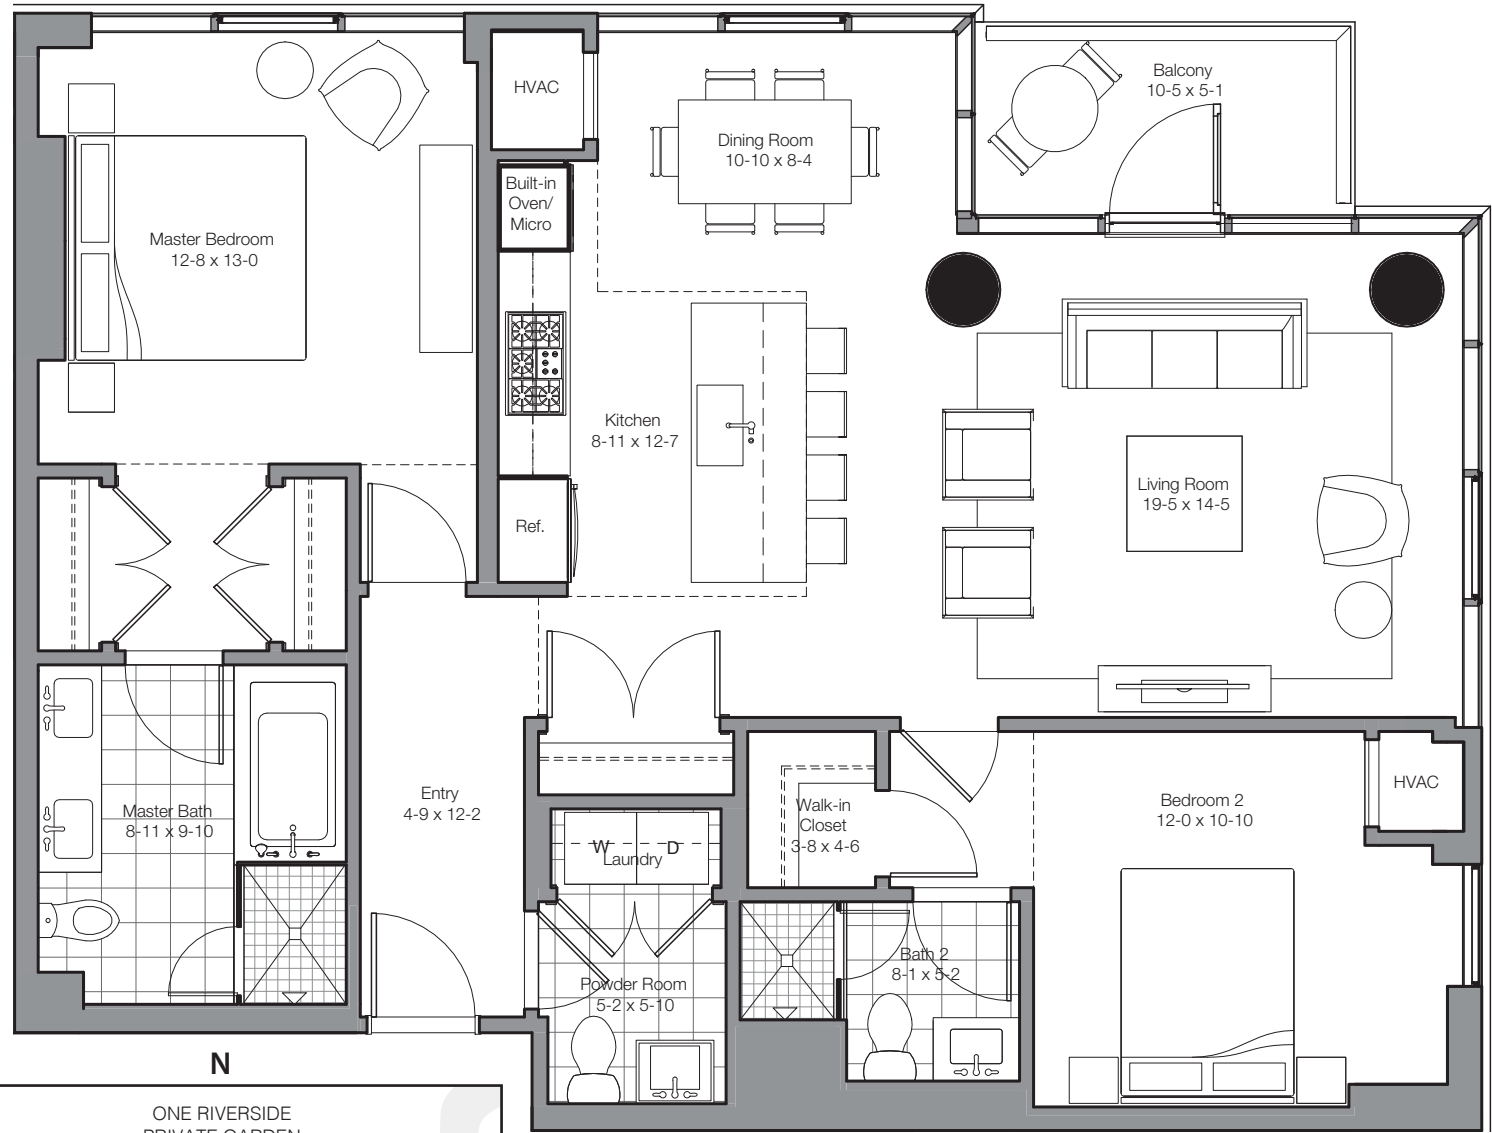 HVAC
Balcony
10-5 x 5-1
Dining Room
10-10 x 8-4
Built-in
Oven/
Micro
Master Bedroom
12-8 x 13-0
Kitchen
8-11 x 12-7
Living Room
19-5 x 14-5
Ref.
Entry
4-9 x 12-2
Master Bath
8-11 x 9-10
Walk-in
Closet
3-8 x 4-6
Bedroom 2
12-0 x 10-10
HVAC
W D
Laundry
Bath 2
8-1 x 5-2
Powder Room
5-2 x 5-10
N
ONE RIVERSIDE
PRIVATE GARDEN